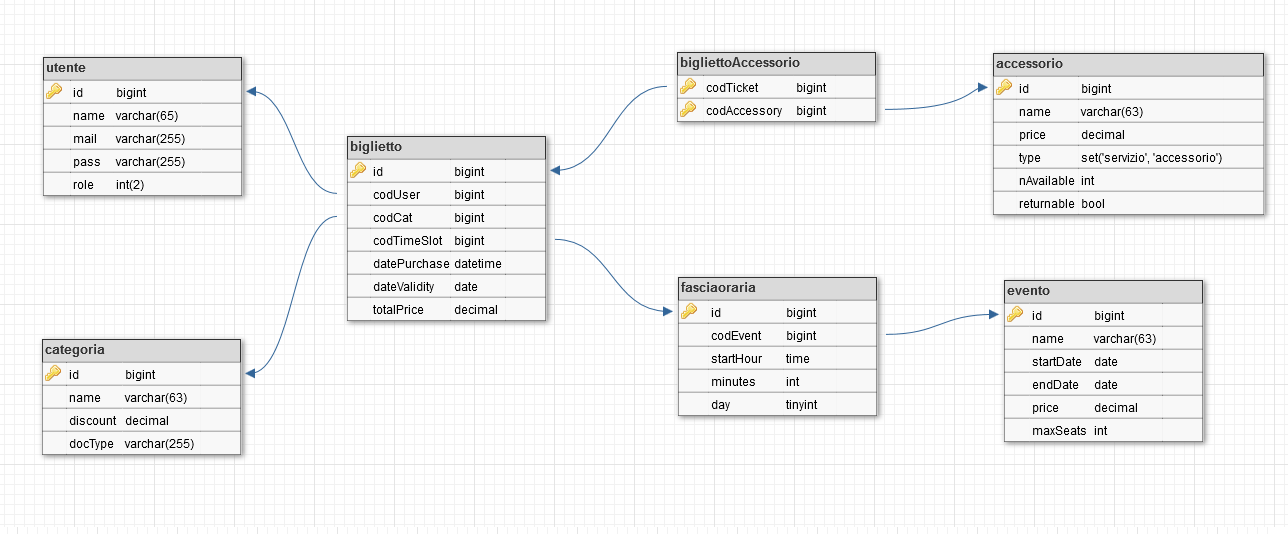 utente
id bigint
name varchar(65)
mail varchar(255)
pass varchar(255)
role int(2)
categoria
id bigint
name varchar(63)
discount decimal
docType varchar(255)
biglietto
id bigint
codUser bigint
codCat bigint
codTimeSlot bigint
datePurchase datetime
dateValidity date
totalPrice decimal
bigliettoAccessorio
codTicket bigint
codAccessory bigint
fasciaoraria
id bigint
codEvent bigint
startHour time
minutes int
day tinyint
accessorio
id bigint
name varchar(63)
price decimal
type set('servizio', 'accessorio')
nAvailable int
returnable bool
evento
id bigint
name varchar(63)
startDate date
endDate date
price decimal
maxSeats int